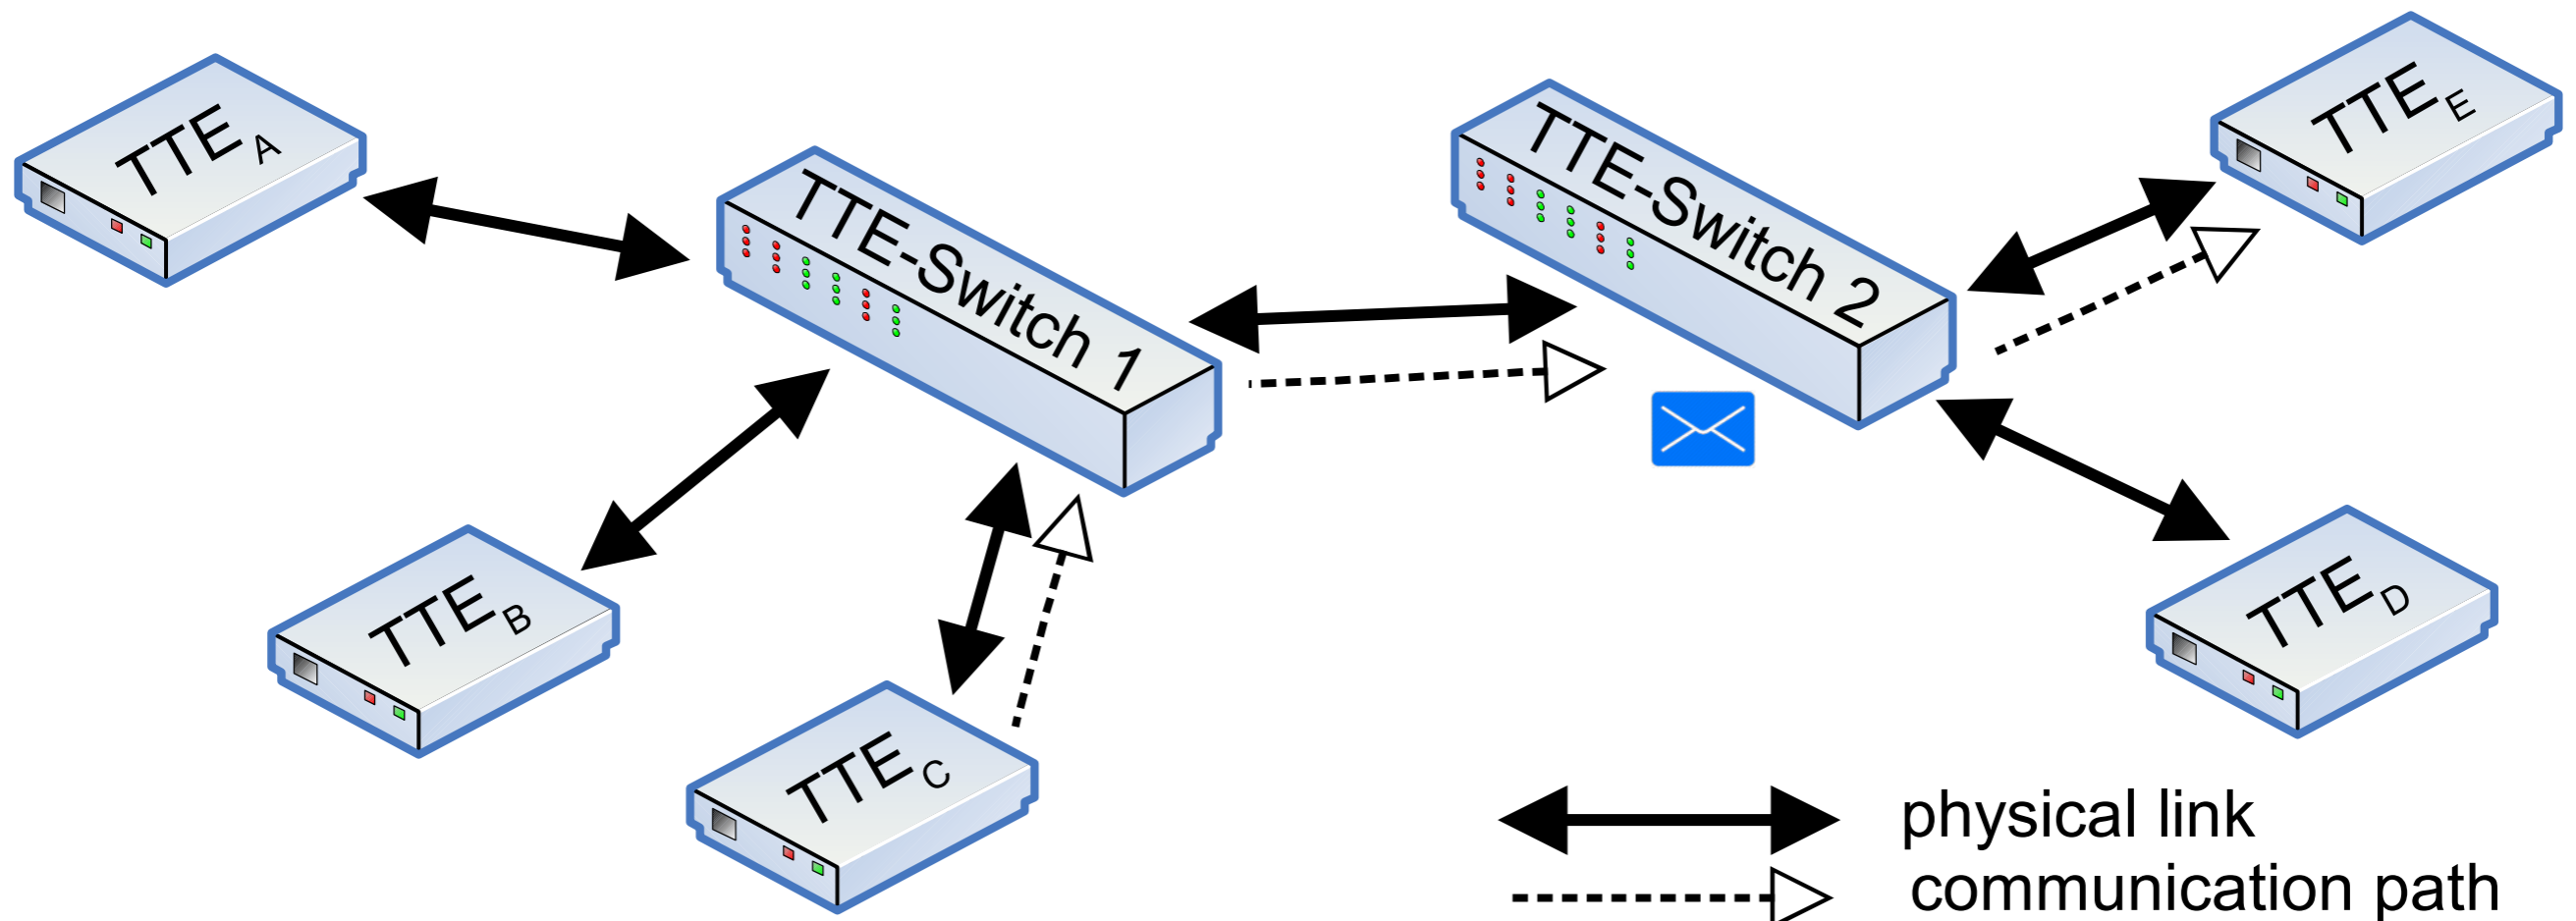 TTE A
TTE-Switch 1
TTE-Switch 2
TTE E
TTE B
TTE C
TTE D
physical link
communication path